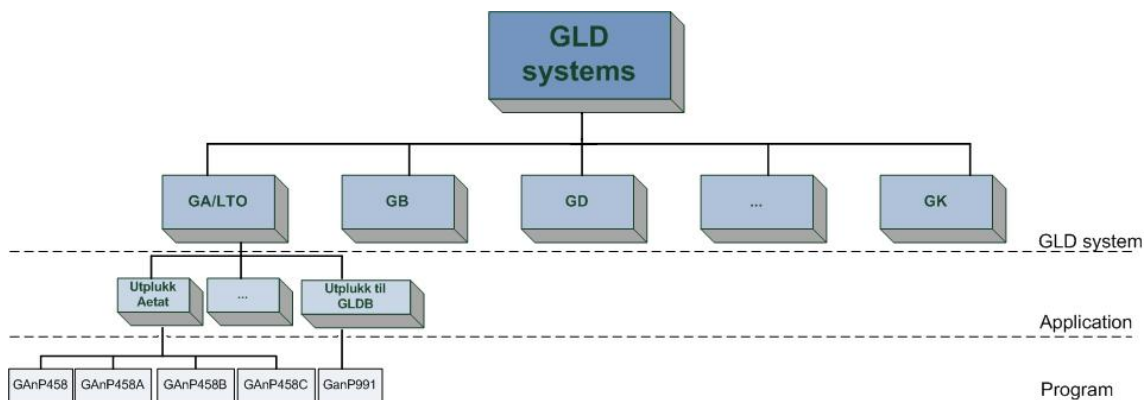 GLD
systems
GA/LTO
GB
GD
...
GK
GLD system
Utplukk
Aetat
...
Utplukk til
GLDB
Application
GAnP458
GAnP458A
GAnP458B
GAnP458C
GanP991
Program